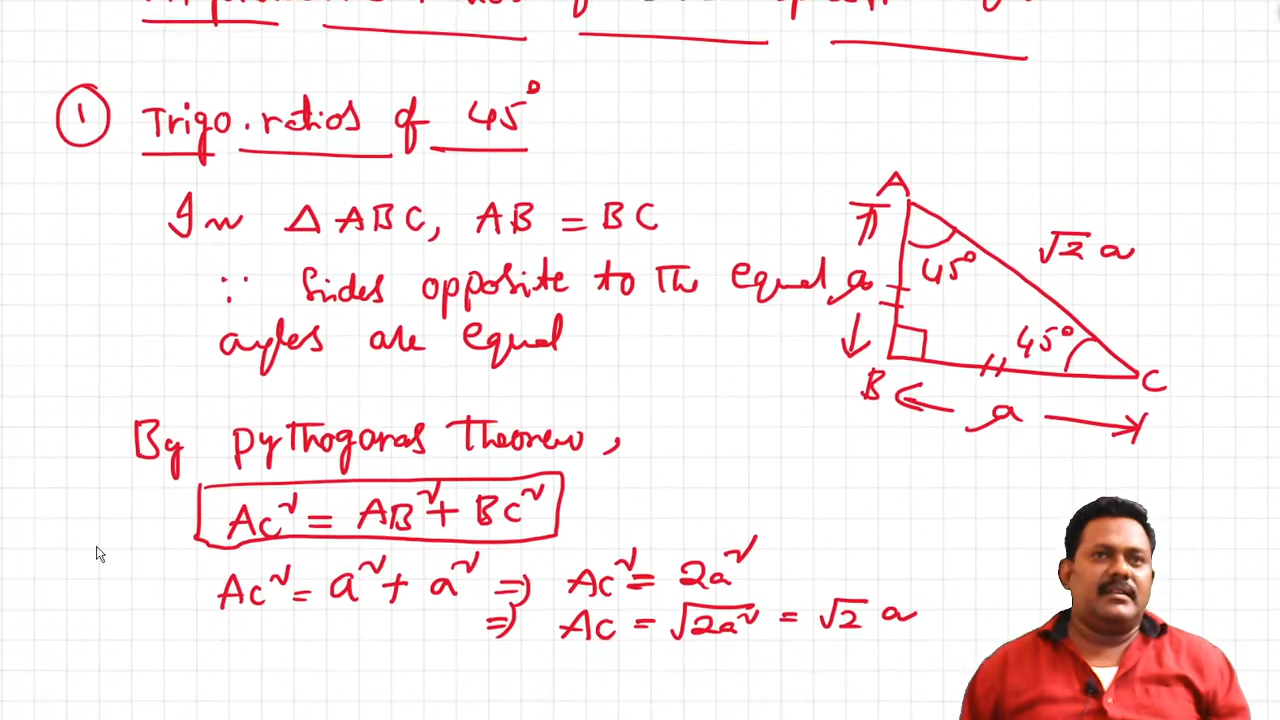 ① Trigo. ratios of 45°
In △ABC, AB = BC
∵ Sides opposite to the equal
angles are equal
By pythogoras theorem,
AC² = AB² + BC²
AC² = a² + a² ⇒ AC² = 2a²
⇒ AC = √2a² = √2 a
A
45°
√2 a
a
45°
B
C
a